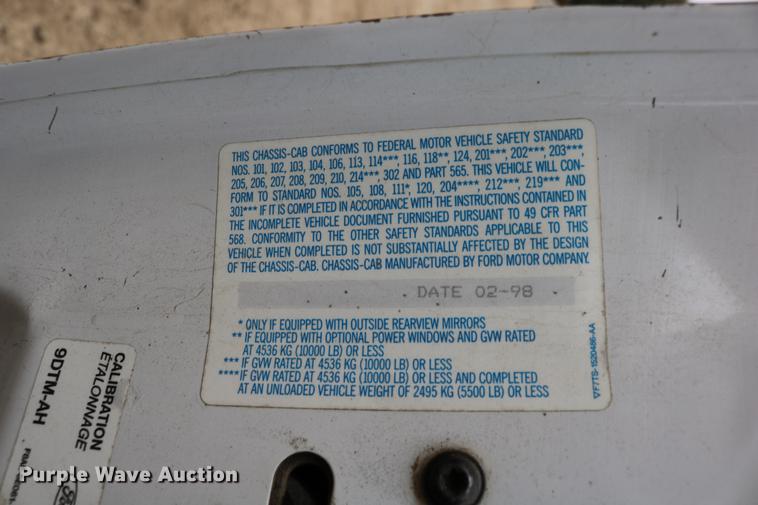 THIS CHASSIS-CAB CONFORMS TO FEDERAL MOTOR VEHICLE SAFETY STANDARD
NOS. 101, 102, 103, 104, 106, 113, 114***, 116, 118**, 124, 201***, 202***, 203***
205, 206, 207, 208, 209, 210, 214***, 302 AND PART 565. THIS VEHICLE WILL CON-
FORM TO STANDARD NOS. 105, 108, 111*, 120, 204****, 212***, 219*** AND
301*** IF IT IS COMPLETED IN ACCORDANCE WITH THE INSTRUCTIONS CONTAINED IN
THE INCOMPLETE VEHICLE DOCUMENT FURNISHED PURSUANT TO 49 CFR PART
568. CONFORMITY TO THE OTHER SAFETY STANDARDS APPLICABLE TO THIS
VEHICLE WHEN COMPLETED IS NOT SUBSTANTIALLY AFFECTED BY THE DESIGN
OF THE CHASSIS-CAB. CHASSIS-CAB MANUFACTURED BY FORD MOTOR COMPANY.
DATE 02-98
* ONLY IF EQUIPPED WITH OUTSIDE REARVIEW MIRRORS
** IF EQUIPPED WITH OPTIONAL POWER WINDOWS AND GVW RATED
AT 4536 KG (10000 LB) OR LESS
*** IF GVW RATED AT 4536 KG (10000 LB) OR LESS
**** IF GVW RATED AT 4536 KG (10000 LB) OR LESS AND COMPLETED
AT AN UNLOADED VEHICLE WEIGHT OF 2495 KG (5500 LB) OR LESS
F7TS-1520486-AA
CALIBRATION
ÉTALONNAGE
9DTM-AH
Purple Wave Auction